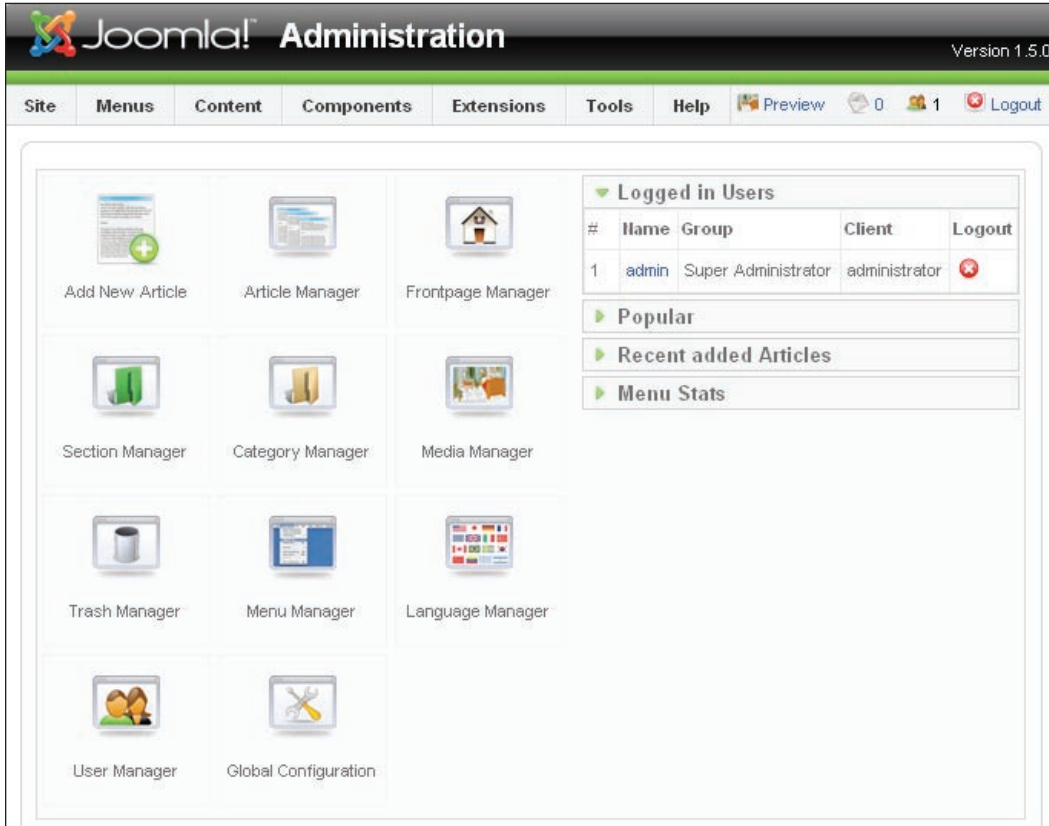 Joomla!™ Administration
Version 1.5.0
Site Menus Content Components Extensions Tools Help Preview 0 1 Logout
Add New Article
Article Manager
Frontpage Manager
Section Manager
Category Manager
Media Manager
Trash Manager
Menu Manager
Language Manager
User Manager
Global Configuration
Logged in Users
# Name Group Client Logout
1 admin Super Administrator administrator
Popular
Recent added Articles
Menu Stats